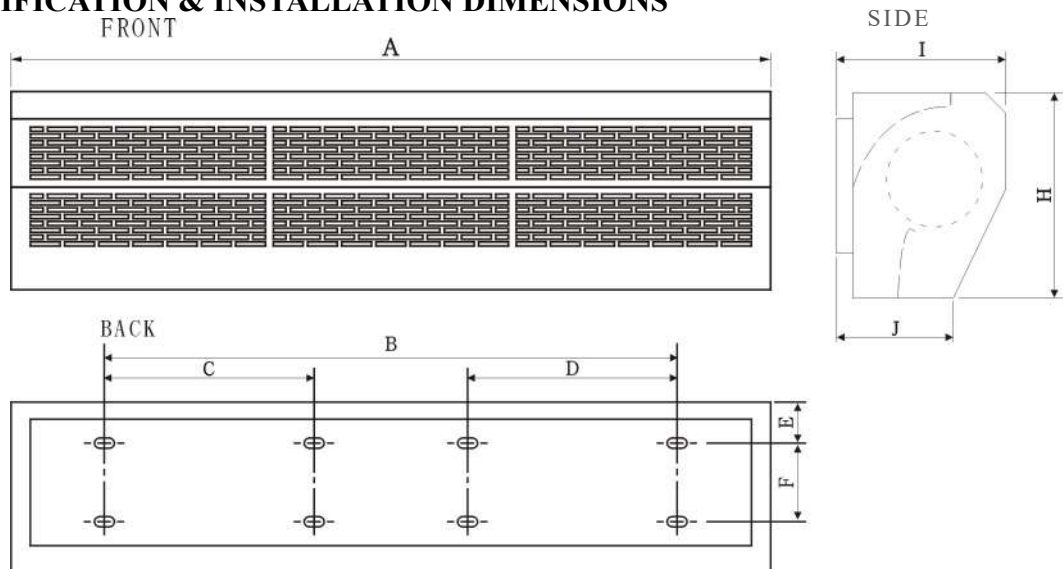 IFICATION & INSTALLATION DIMENSIONS
FRONT
SIDE
A
I
H
J
BACK
B
C
D
E
F